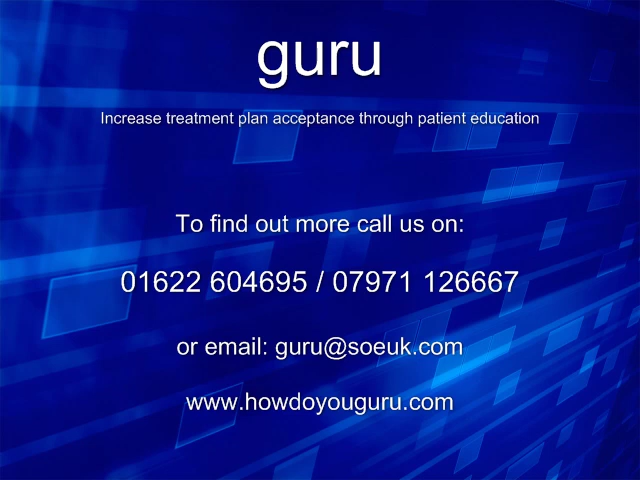 guru
Increase treatment plan acceptance through patient education
To find out more call us on:
01622 604695 / 07971 126667
or email: guru@soeuk.com
www.howdoyouguru.com